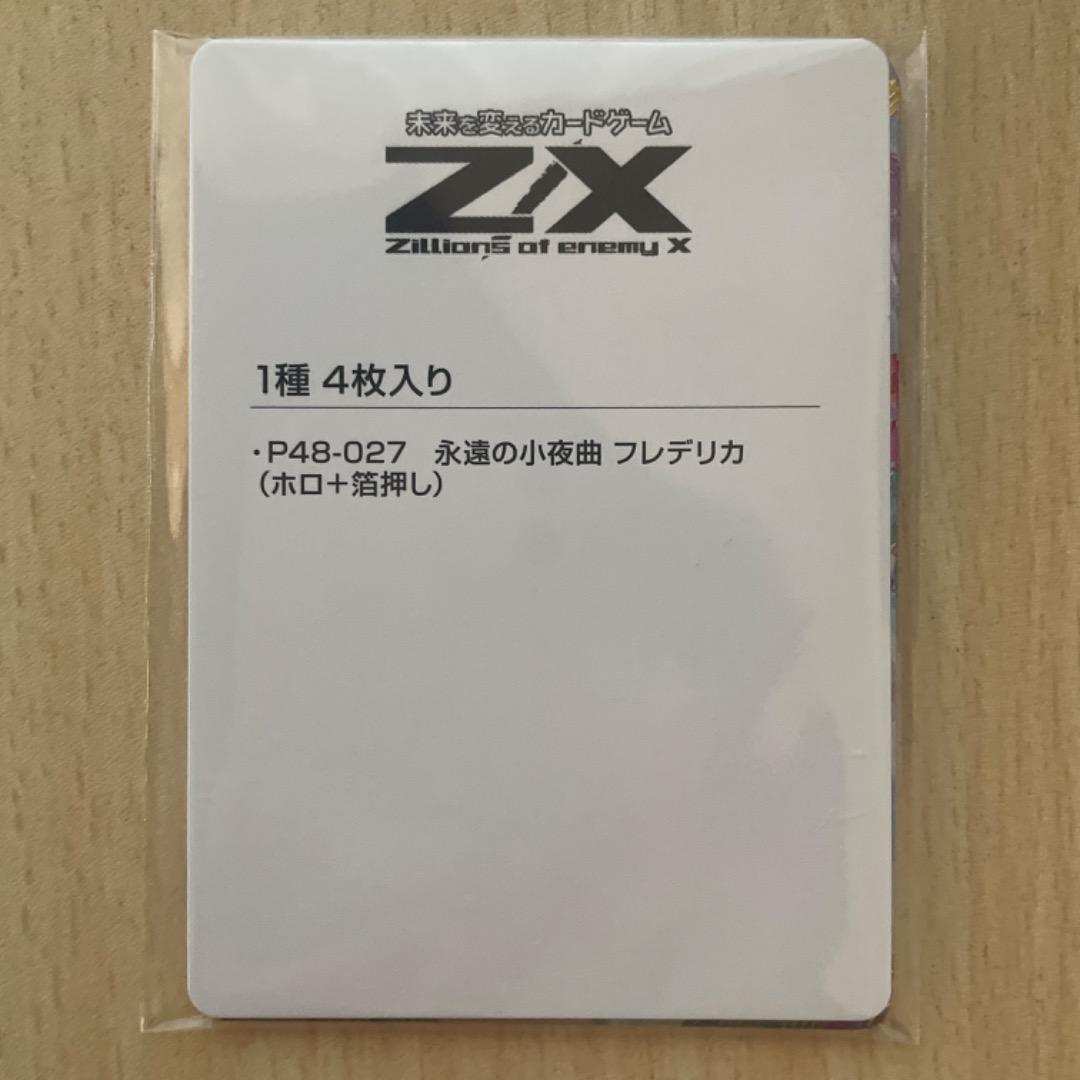 未来を変えるカードゲーム
Z/X
Zillions of enemy X
1種 4枚入り
・P48-027 永遠の小夜曲 フレデリカ
（ホロ＋箔押し）